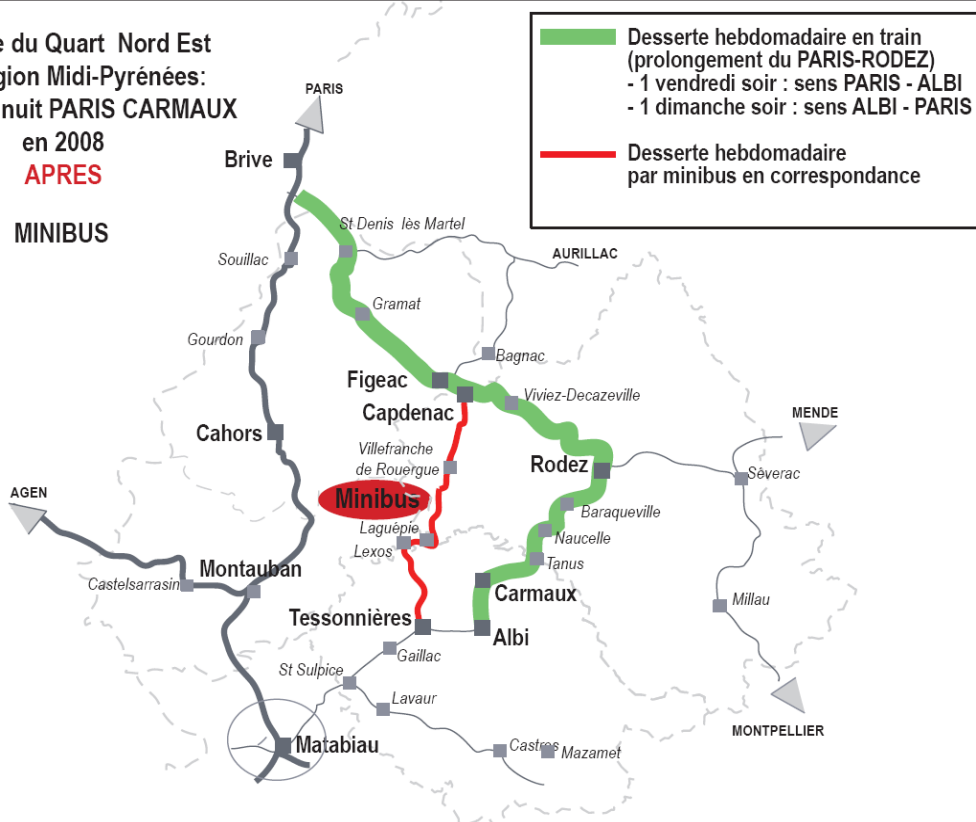 e du Quart Nord Est
gion Midi-Pyrénées:
nuit PARIS CARMAUX
en 2008
APRES
MINIBUS
Desserte hebdomadaire en train
(prolongement du PARIS-RODEZ)
- 1 vendredi soir : sens PARIS - ALBI
- 1 dimanche soir : sens ALBI - PARIS
Desserte hebdomadaire
par minibus en correspondance
PARIS
Brive
St Denis lès Martel
AURILLAC
Souillac
Gramat
Gourdon
Bagnac
Figeac
Capdenac
Viviez-Decazeville
MENDE
Cahors
Villefranche
de Rouergue
Rodez
Sèverac
AGEN
Minibus
Baraqueville
Laguépie
Naucelle
Lexos
Tanus
Montauban
Castelsarrasin
Carmaux
Millau
Tessonnières
Albi
Gaillac
St Sulpice
Lavaur
MONTPELLIER
Matabiau
Castres
Mazamet